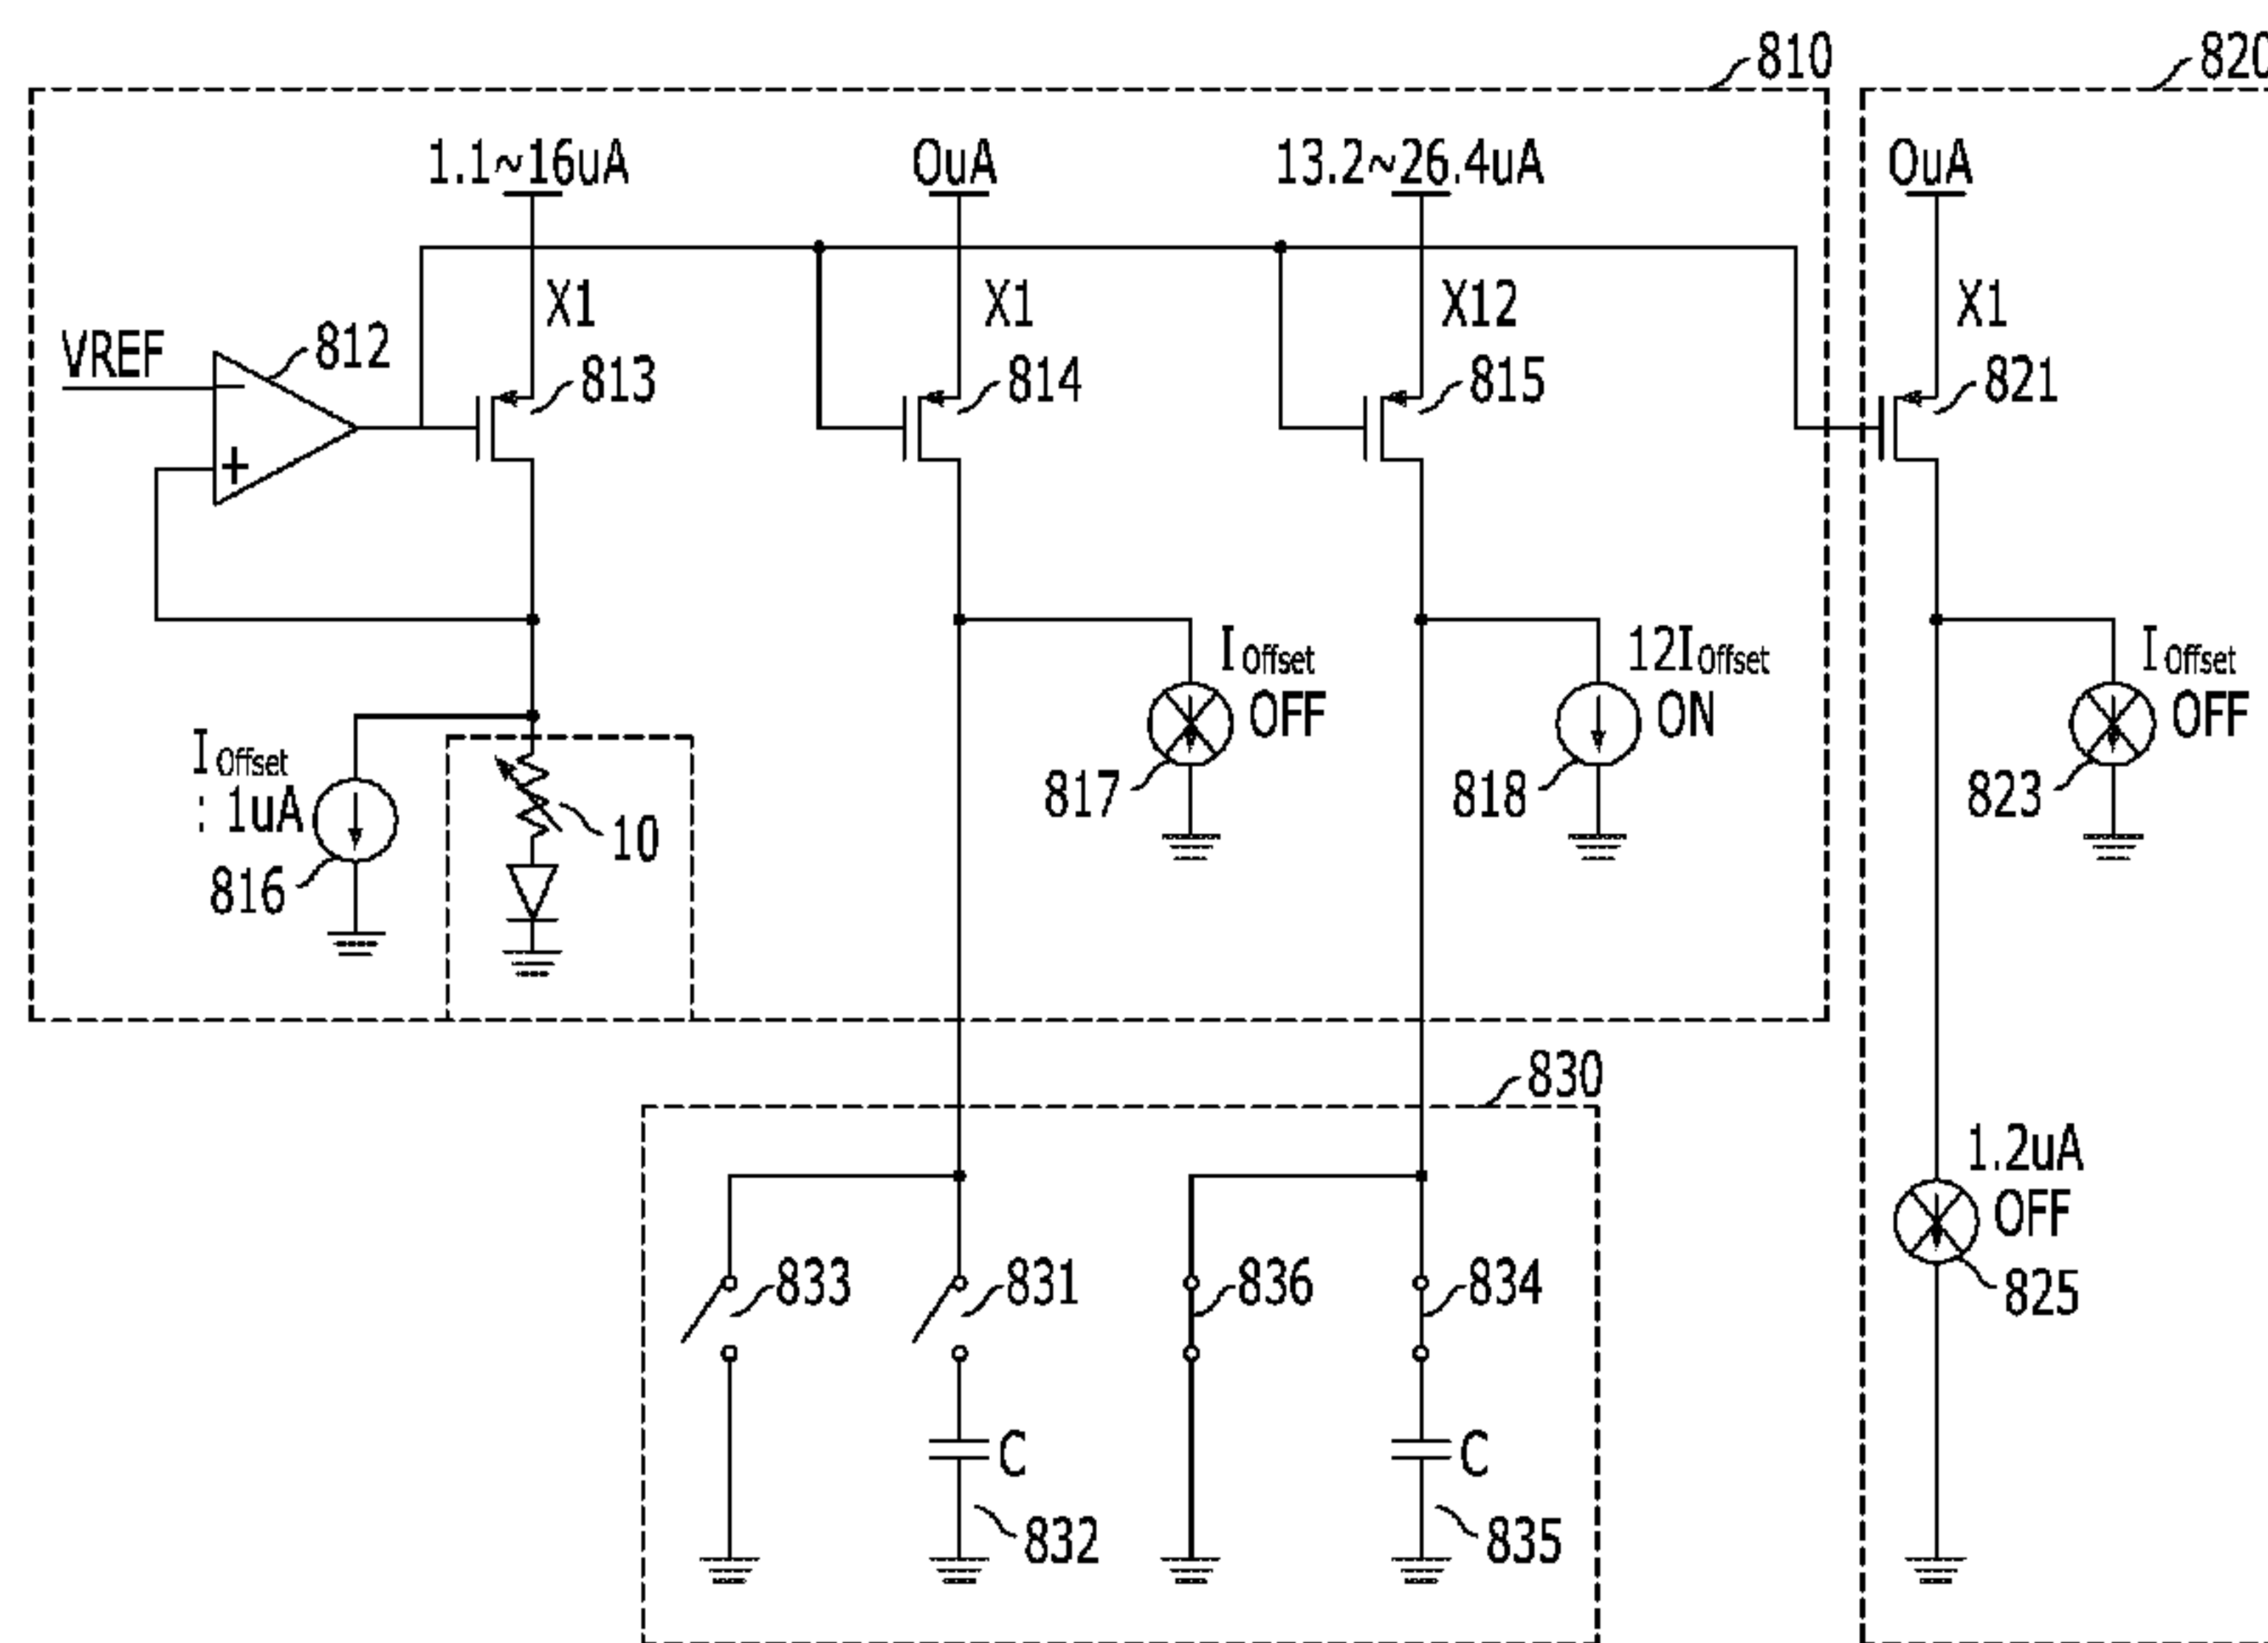 810
820
1.1~16uA
0uA
13.2~26.4uA
0uA
X1
X1
X12
X1
VREF
812
813
814
815
821
−
+
IOffset
: 1uA
816
10
IOffset
OFF
817
12IOffset
ON
818
IOffset
OFF
823
830
1.2uA
OFF
825
833
831
836
834
C
832
C
835